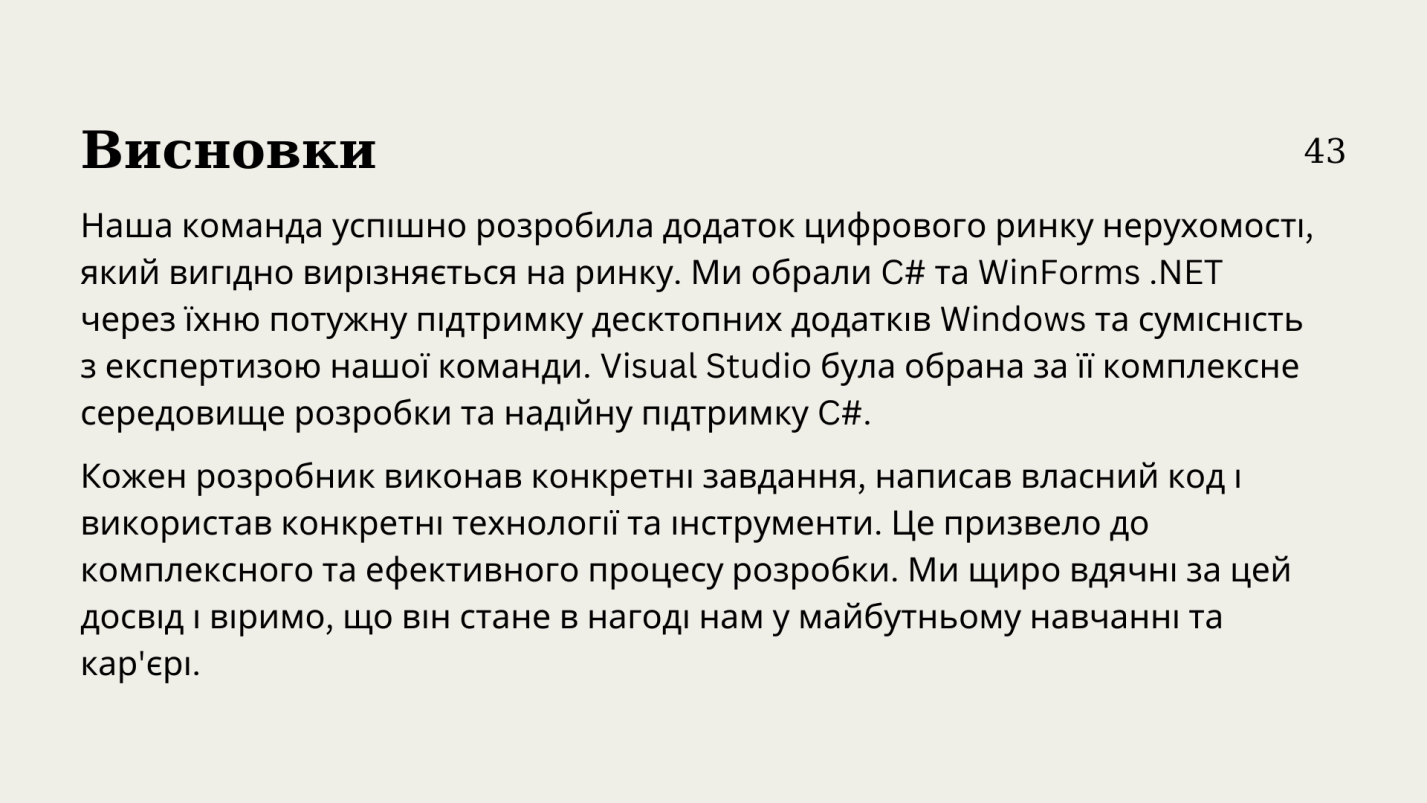 Висновки
43
Наша команда успішно розробила додаток цифрового ринку нерухомості,
який вигідно вирізняється на ринку. Ми обрали C# та WinForms .NET
через їхню потужну підтримку десктопних додатків Windows та сумісність
з експертизою нашої команди. Visual Studio була обрана за її комплексне
середовище розробки та надійну підтримку C#.
Кожен розробник виконав конкретні завдання, написав власний код і
використав конкретні технології та інструменти. Це призвело до
комплексного та ефективного процесу розробки. Ми щиро вдячні за цей
досвід і віримо, що він стане в нагоді нам у майбутньому навчанні та
кар'єрі.